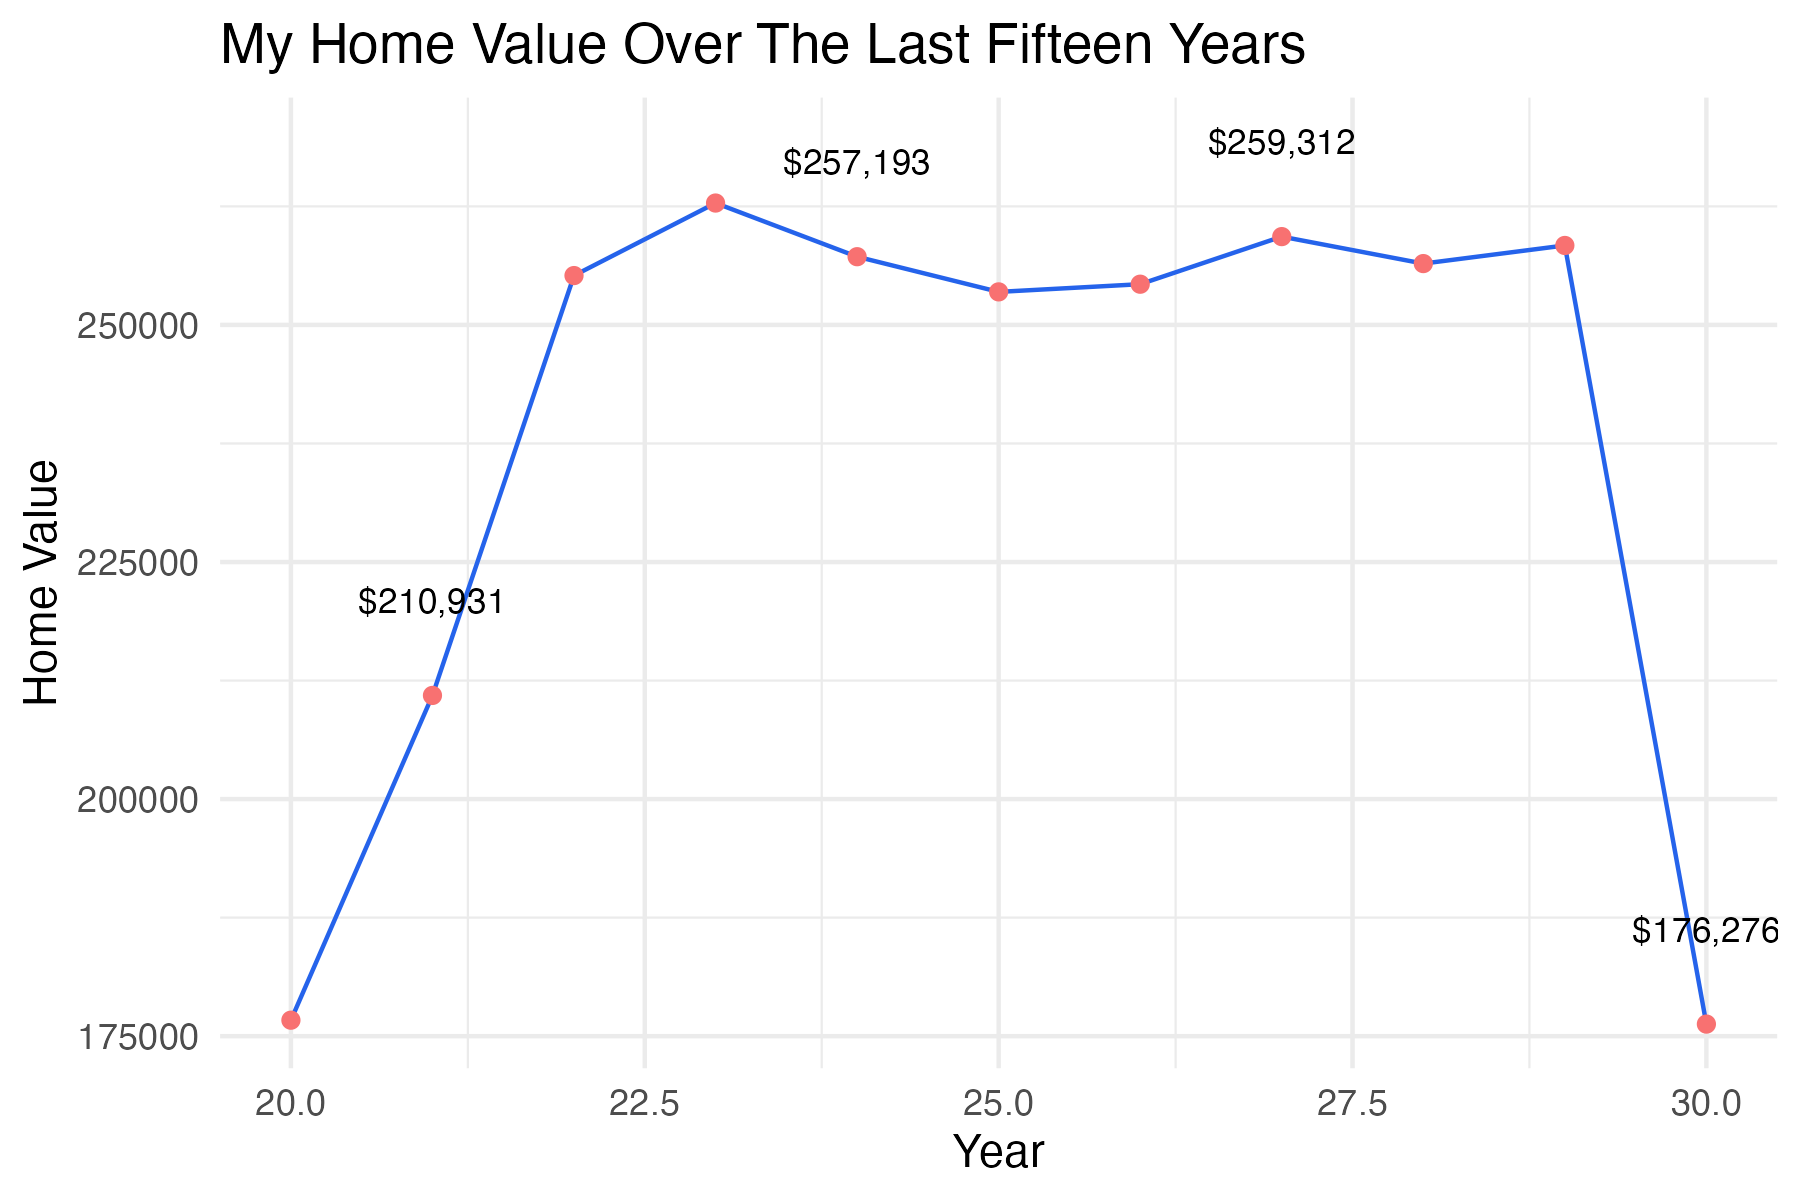 My Home Value Over The Last Fifteen Years
$259,312
$257,193
250000
225000
$210,931
200000
$176,276
175000
Home Value
20.0 22.5 25.0 27.5 30.0
Year